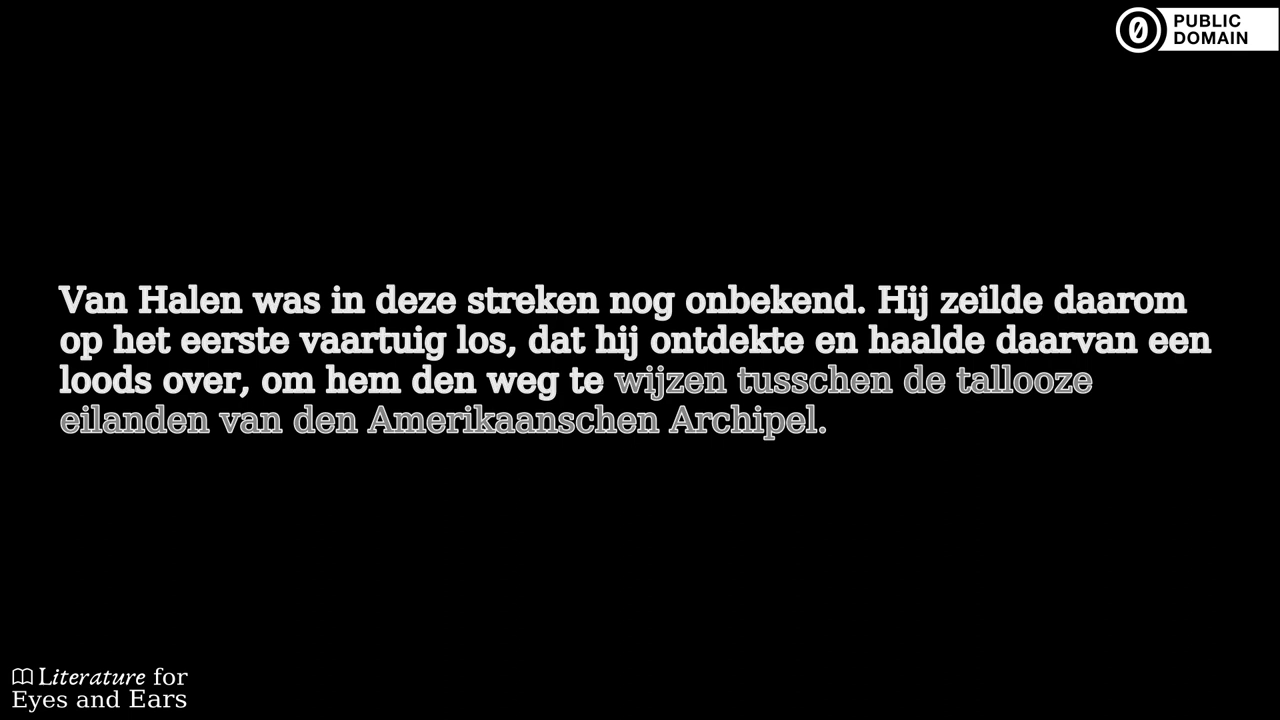 PUBLIC
DOMAIN
Van Halen was in deze streken nog onbekend. Hij zeilde daarom
op het eerste vaartuig los, dat hij ontdekte en haalde daarvan een
loods over, om hem den weg te wijzen tusschen de tallooze
eilanden van den Amerikaanschen Archipel.
Literature for
Eyes and Ears